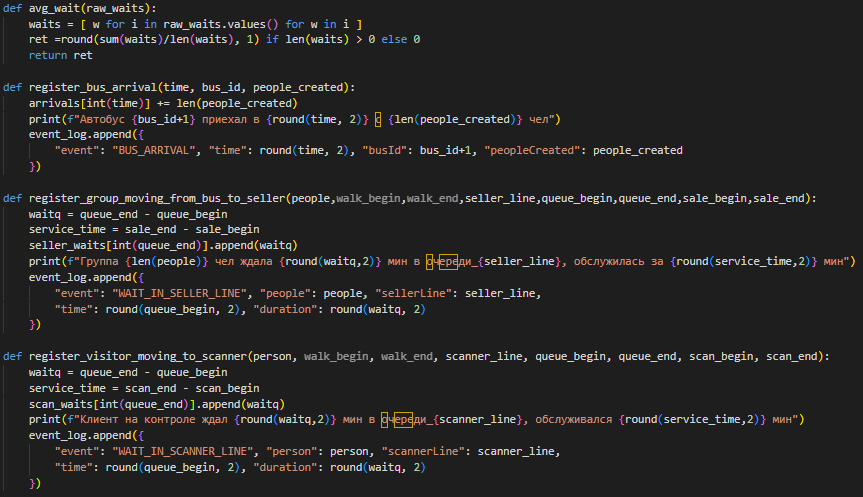 def avg_wait(raw_waits):
    waits = [ w for i in raw_waits.values() for w in i ]
    ret =round(sum(waits)/len(waits), 1) if len(waits) > 0 else 0
    return ret
def register_bus_arrival(time, bus_id, people_created):
    arrivals[int(time)] += len(people_created)
    print(f"Автобус {bus_id+1} приехал в {round(time, 2)} с {len(people_created)} чел")
    event_log.append({
        "event": "BUS_ARRIVAL", "time": round(time, 2), "busId": bus_id+1, "peopleCreated": people_created
    })
def register_group_moving_from_bus_to_seller(people,walk_begin,walk_end,seller_line,queue_begin,queue_end,sale_begin,sale_end):
    waitq = queue_end - queue_begin
    service_time = sale_end - sale_begin
    seller_waits[int(queue_end)].append(waitq)
    print(f"Группа {len(people)} чел ждала {round(waitq,2)} мин в очереди_{seller_line}, обслужилась за {round(service_time,2)} мин")
    event_log.append({
        "event": "WAIT_IN_SELLER_LINE", "people": people, "sellerLine": seller_line,
        "time": round(queue_begin, 2), "duration": round(waitq, 2)
    })
def register_visitor_moving_to_scanner(person, walk_begin, walk_end, scanner_line, queue_begin, queue_end, scan_begin, scan_end):
    waitq = queue_end - queue_begin
    service_time = scan_end - scan_begin
    scan_waits[int(queue_end)].append(waitq)
    print(f"Клиент на контроле ждал {round(waitq,2)} мин в очереди_{scanner_line}, обслуживался {round(service_time,2)} мин")
    event_log.append({
        "event": "WAIT_IN_SCANNER_LINE", "person": person, "scannerLine": scanner_line,
        "time": round(queue_begin, 2), "duration": round(waitq, 2)
    })